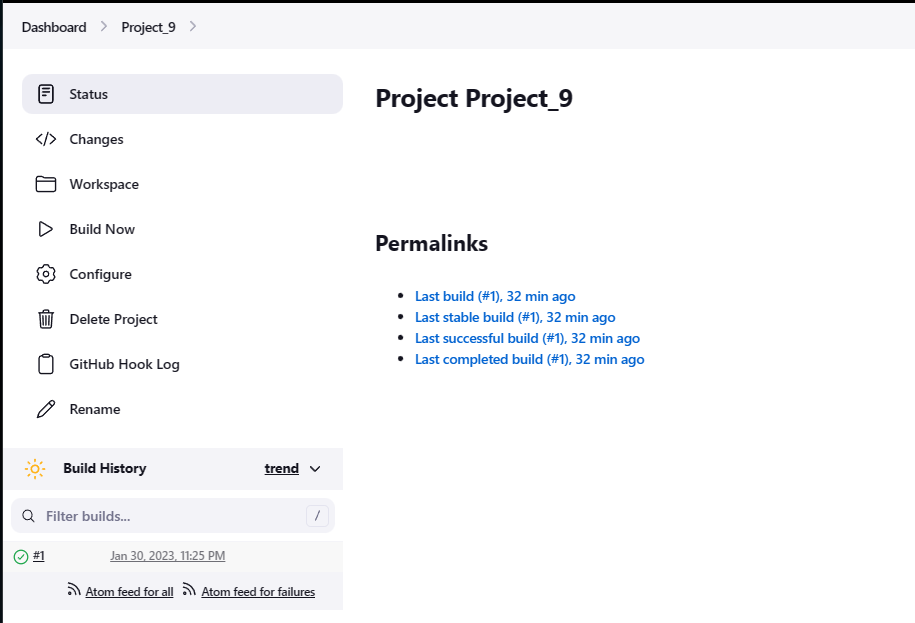 Dashboard > Project_9 >
Status
Changes
Workspace
Build Now
Configure
Delete Project
GitHub Hook Log
Rename
Build History trend
Filter builds... /
#1 Jan 30, 2023, 11:25 PM
Atom feed for all Atom feed for failures
Project Project_9
Permalinks
• Last build (#1), 32 min ago
• Last stable build (#1), 32 min ago
• Last successful build (#1), 32 min ago
• Last completed build (#1), 32 min ago